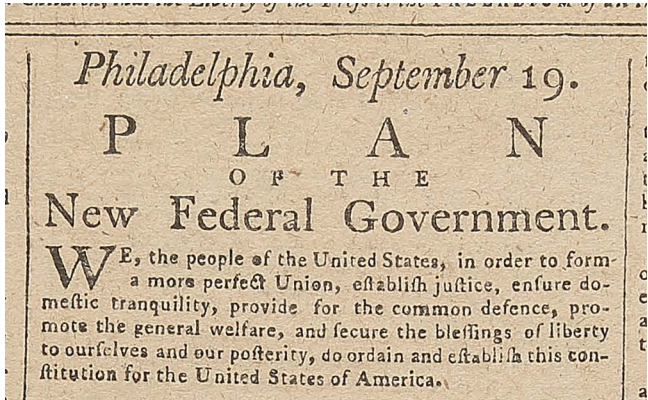 Philadelphia, September 19.
PLAN
OF THE
New Federal Government.
WE, the people of the United States, in order to form
a more perfect Union, eſtabliſh juſtice, enſure do-
meſtic tranquility, provide for the common defence, pro-
mote the general welfare, and ſecure the bleſſings of liberty
to ourſelves and our poſterity, do ordain and eſtabliſh this con-
ſtitution for the United States of America.